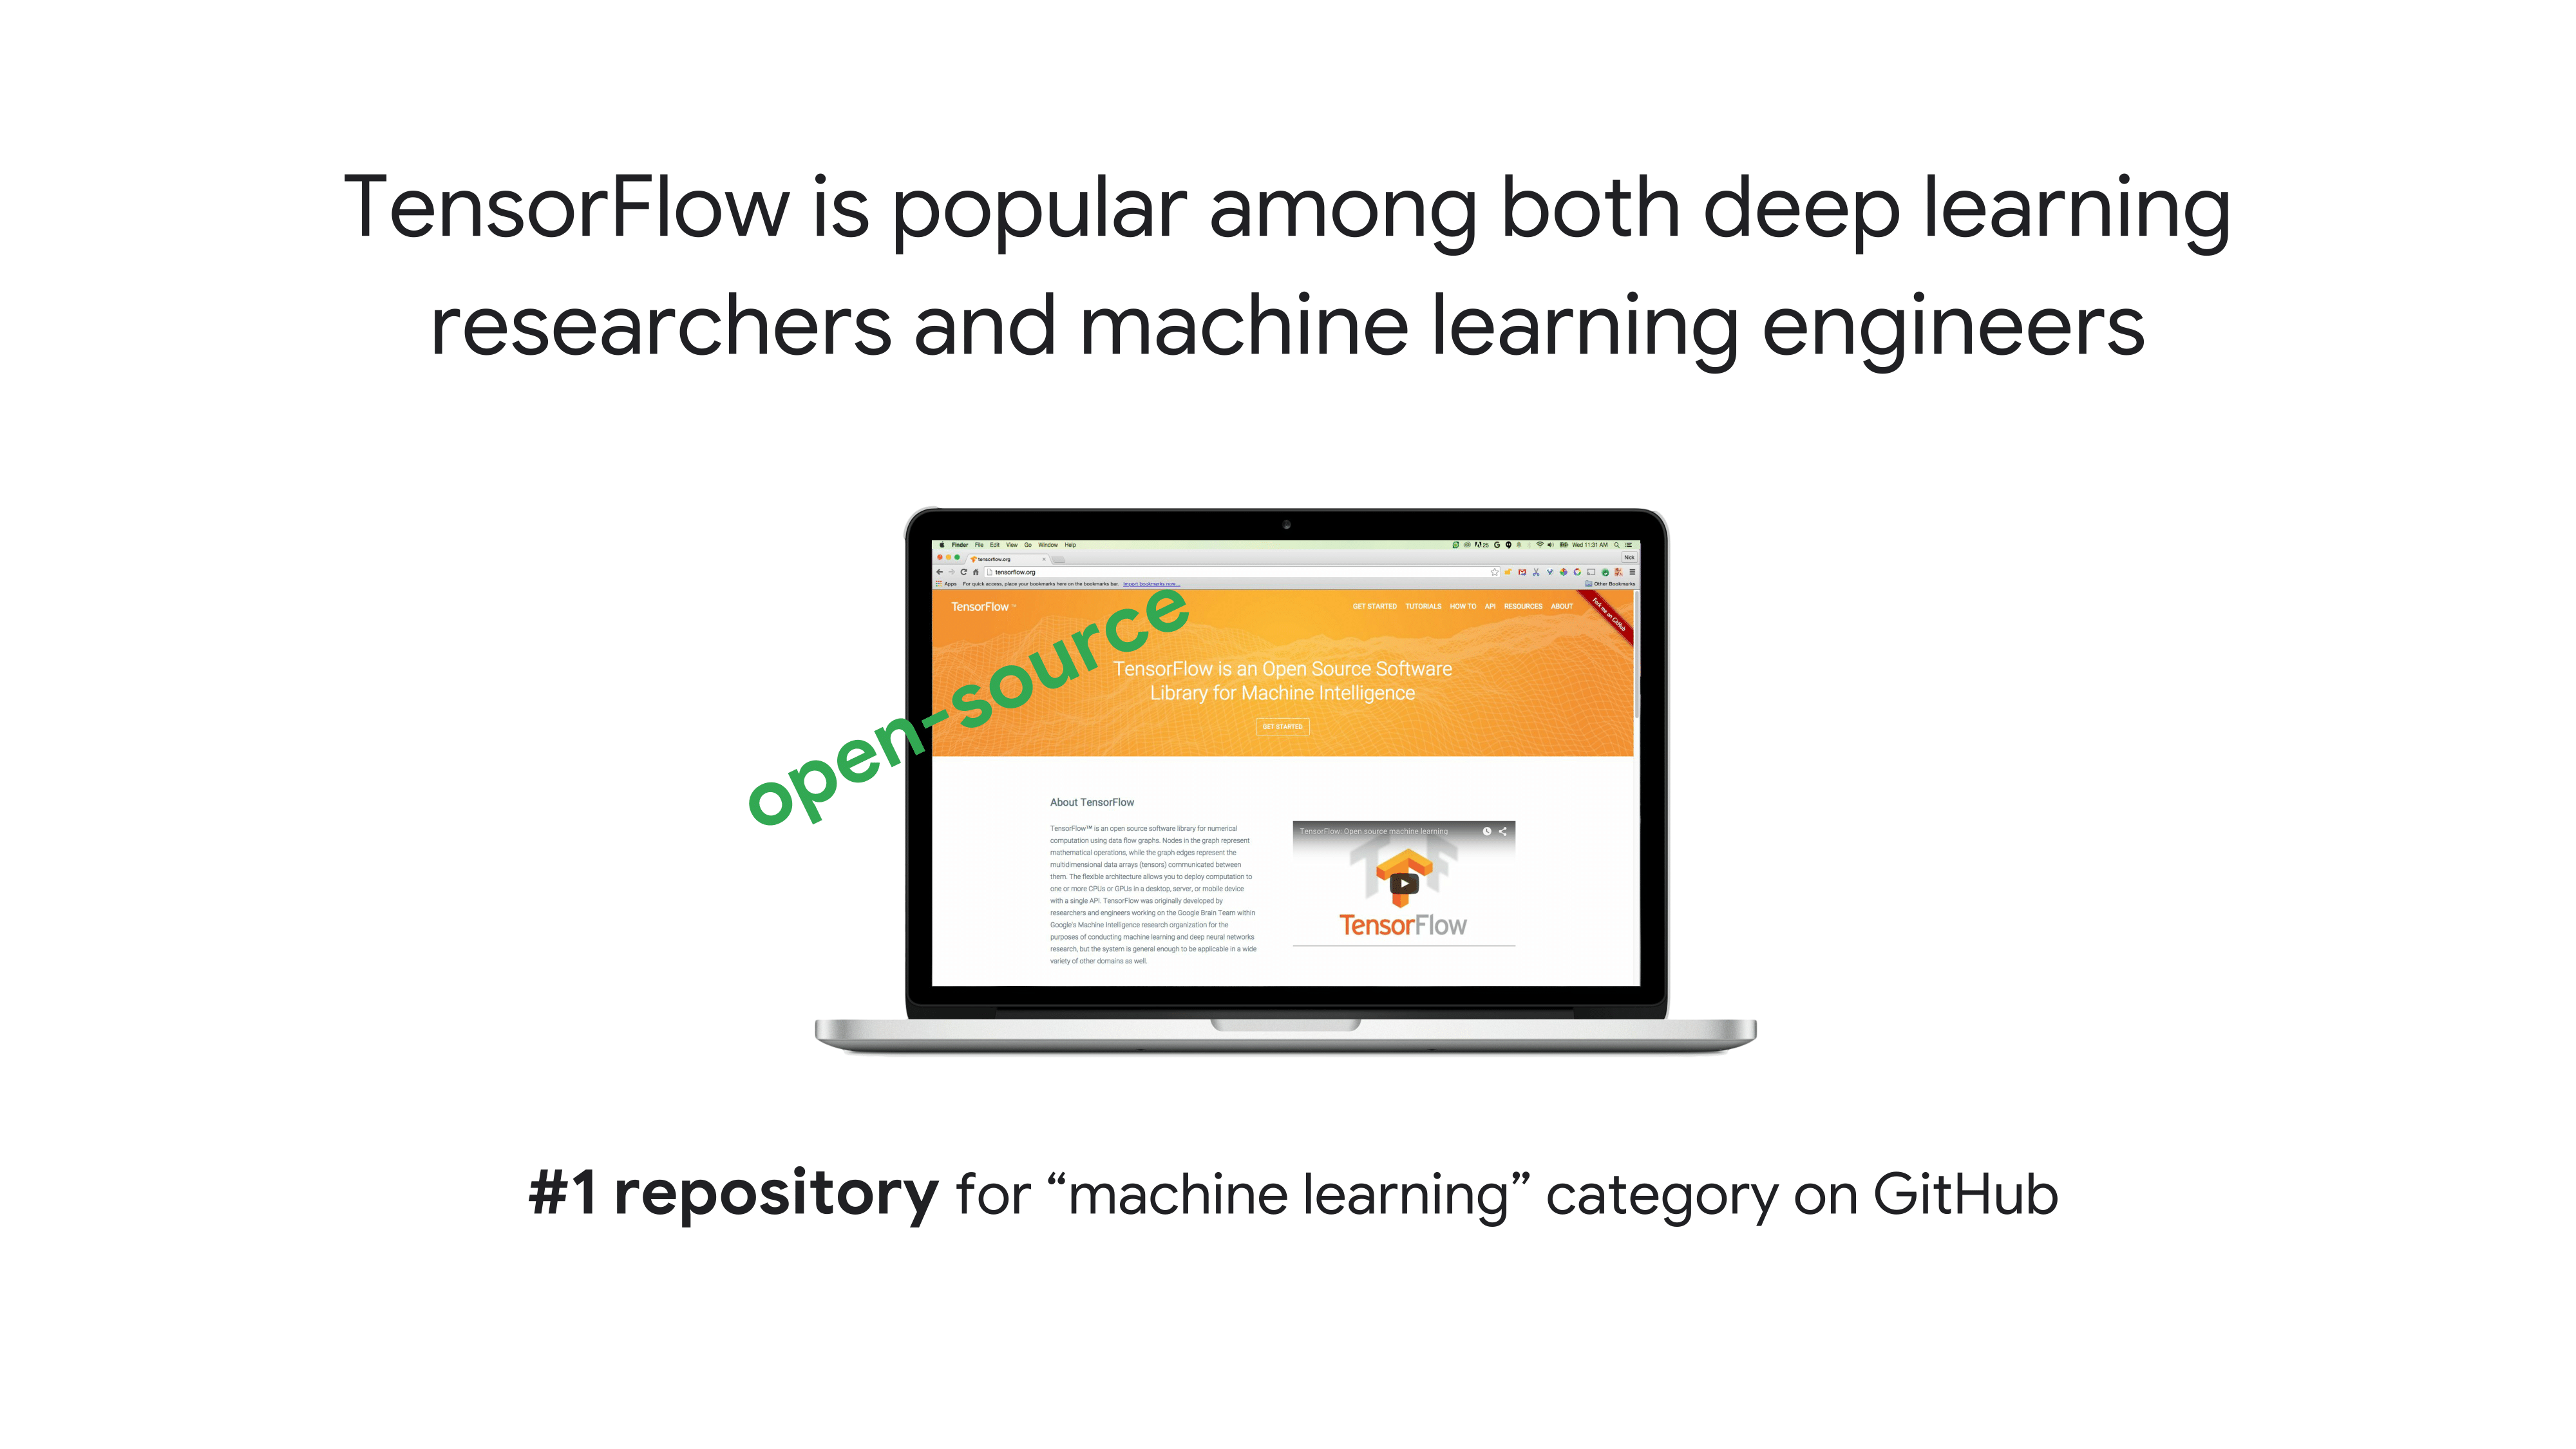 TensorFlow is popular among both deep learning
researchers and machine learning engineers
Finder File Edit View Go Window Help
25
Wed 11:31 AM
tensorflow.org
Nick
tensorflow.org
Apps For quick access, place your bookmarks here on the bookmarks bar. Import bookmarks now...
Other Bookmarks
TensorFlow ™
GET STARTED TUTORIALS HOW TO API RESOURCES ABOUT
Fork me on GitHub
open-source
TensorFlow is an Open Source Software
Library for Machine Intelligence
GET STARTED
About TensorFlow
TensorFlow™ is an open source software library for numerical
computation using data flow graphs. Nodes in the graph represent
mathematical operations, while the graph edges represent the
multidimensional data arrays (tensors) communicated between
them. The flexible architecture allows you to deploy computation to
one or more CPUs or GPUs in a desktop, server, or mobile device
with a single API. TensorFlow was originally developed by
researchers and engineers working on the Google Brain Team within
Google's Machine Intelligence research organization for the
purposes of conducting machine learning and deep neural networks
research, but the system is general enough to be applicable in a wide
variety of other domains as well.
TensorFlow: Open source machine learning
TensorFlow
#1 repository for “machine learning” category on GitHub